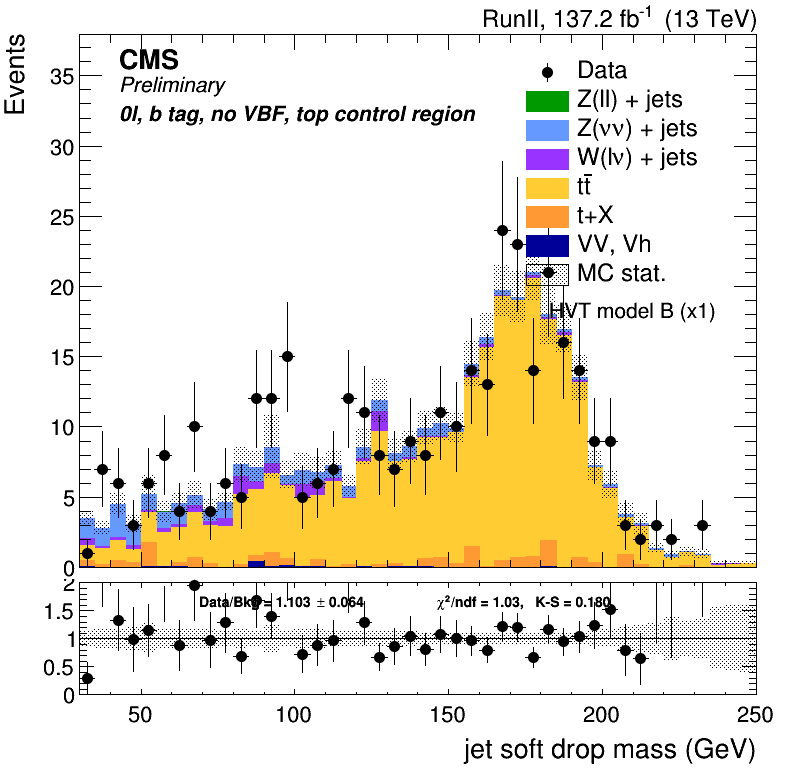 RunII, 137.2 fb⁻¹ (13 TeV)
Events
CMS
Preliminary
0l, b tag, no VBF, top control region
Data
Z(ll) + jets
Z(νν) + jets
W(lν) + jets
tt̄
t+X
VV, Vh
MC stat.
HVT model B (x1)
35
30
25
20
15
10
5
0
Data/Bkg = 1.103 ± 0.064
χ²/ndf = 1.03, K-S = 0.180
2
1.5
1
0.5
0
50 100 150 200 250
jet soft drop mass (GeV)